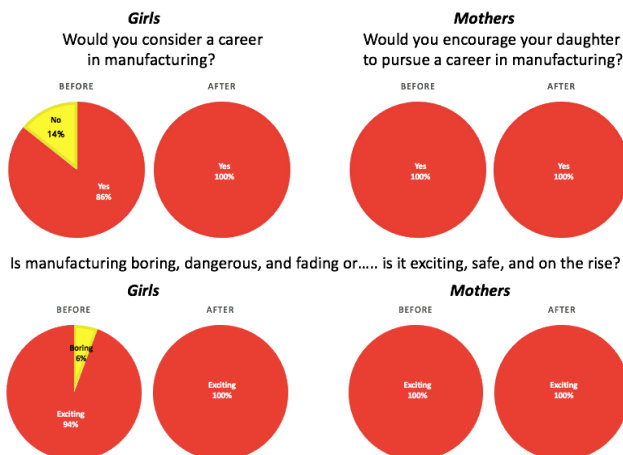 Girls
Would you consider a career
in manufacturing?
BEFORE
AFTER
No
14%
Yes
86%
Yes
100%
Mothers
Would you encourage your daughter
to pursue a career in manufacturing?
BEFORE
AFTER
Yes
100%
Yes
100%
Is manufacturing boring, dangerous, and fading or..... is it exciting, safe, and on the rise?
Girls
BEFORE
AFTER
Boring
6%
Exciting
94%
Exciting
100%
Mothers
BEFORE
AFTER
Exciting
100%
Exciting
100%